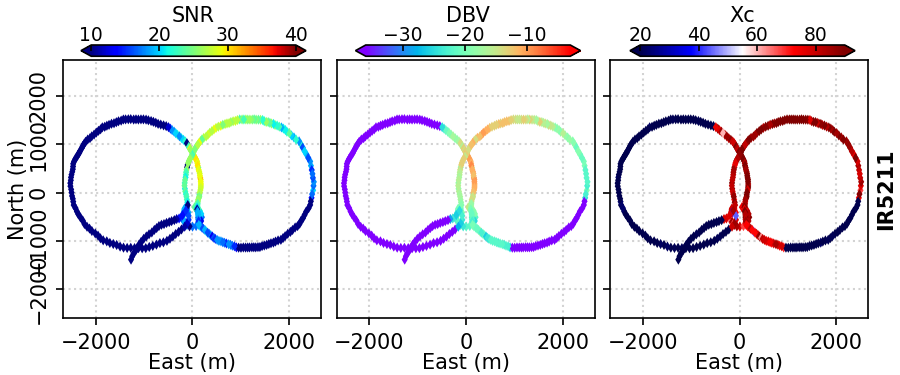 SNR
10 20 30 40
DBV
−30 −20 −10
Xc
20 40 60 80
North (m)
2000
1000
0
−1000
−2000
IR5211
−2000 0 2000
East (m)
−2000 0 2000
East (m)
−2000 0 2000
East (m)